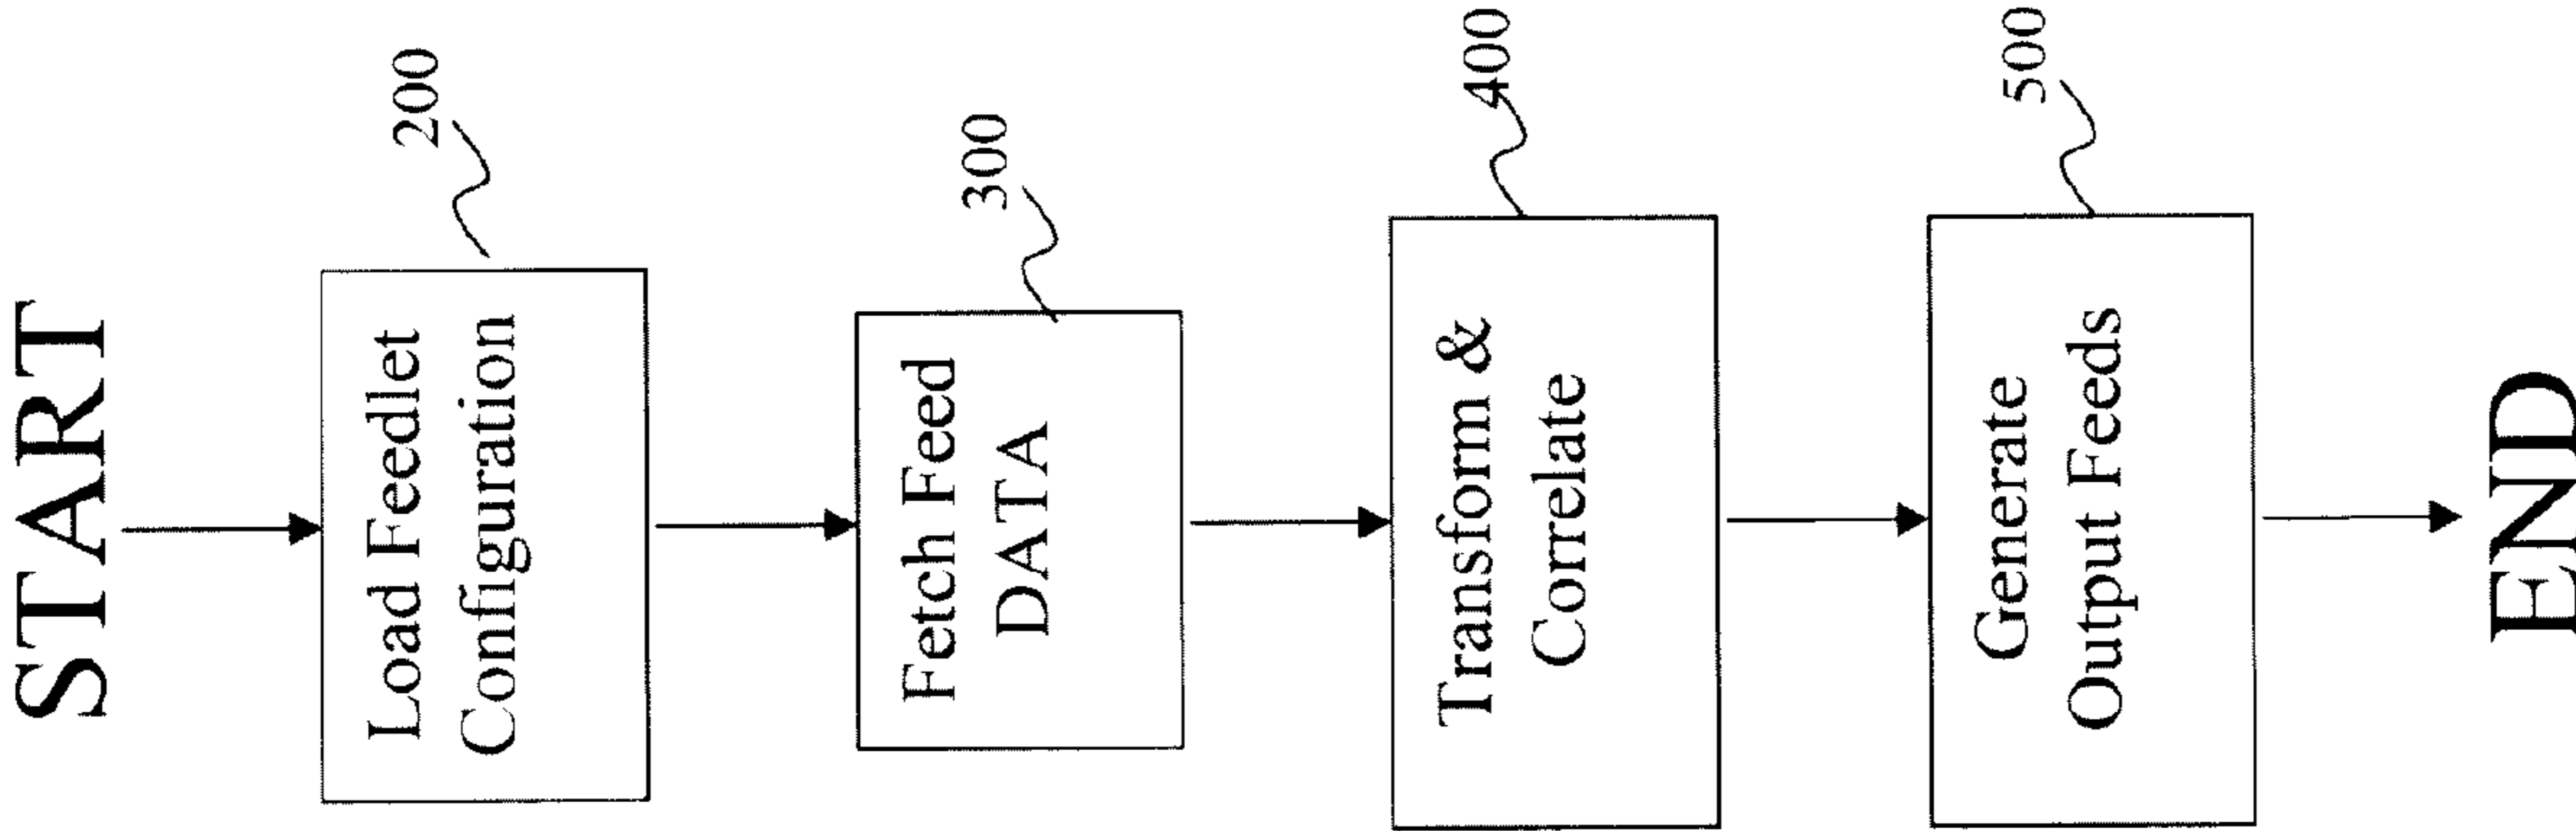 START
Load Feedlet
Configuration
200
Fetch Feed
DATA
300
Transform &
Correlate
400
Generate
Output Feeds
500
END